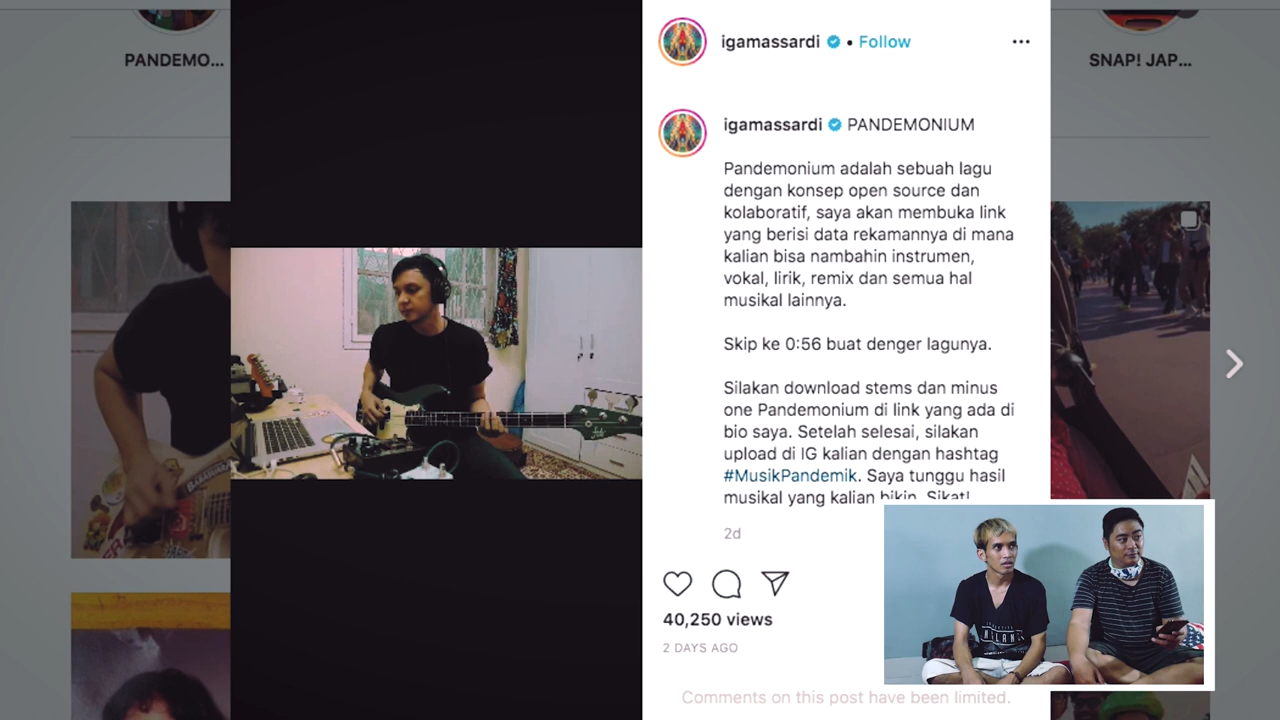 PANDEMO...
SNAP! JAP...
igamassardi • Follow
igamassardi PANDEMONIUM
Pandemonium adalah sebuah lagu
dengan konsep open source dan
kolaboratif, saya akan membuka link
yang berisi data rekamannya di mana
kalian bisa nambahin instrumen,
vokal, lirik, remix dan semua hal
musikal lainnya.
Skip ke 0:56 buat denger lagunya.
Silakan download stems dan minus
one Pandemonium di link yang ada di
bio saya. Setelah selesai, silakan
upload di IG kalian dengan hashtag
#MusikPandemik. Saya tunggu hasil
musikal yang kalian bikin. Sikat!
2d
40,250 views
2 DAYS AGO
Comments on this post have been limited.